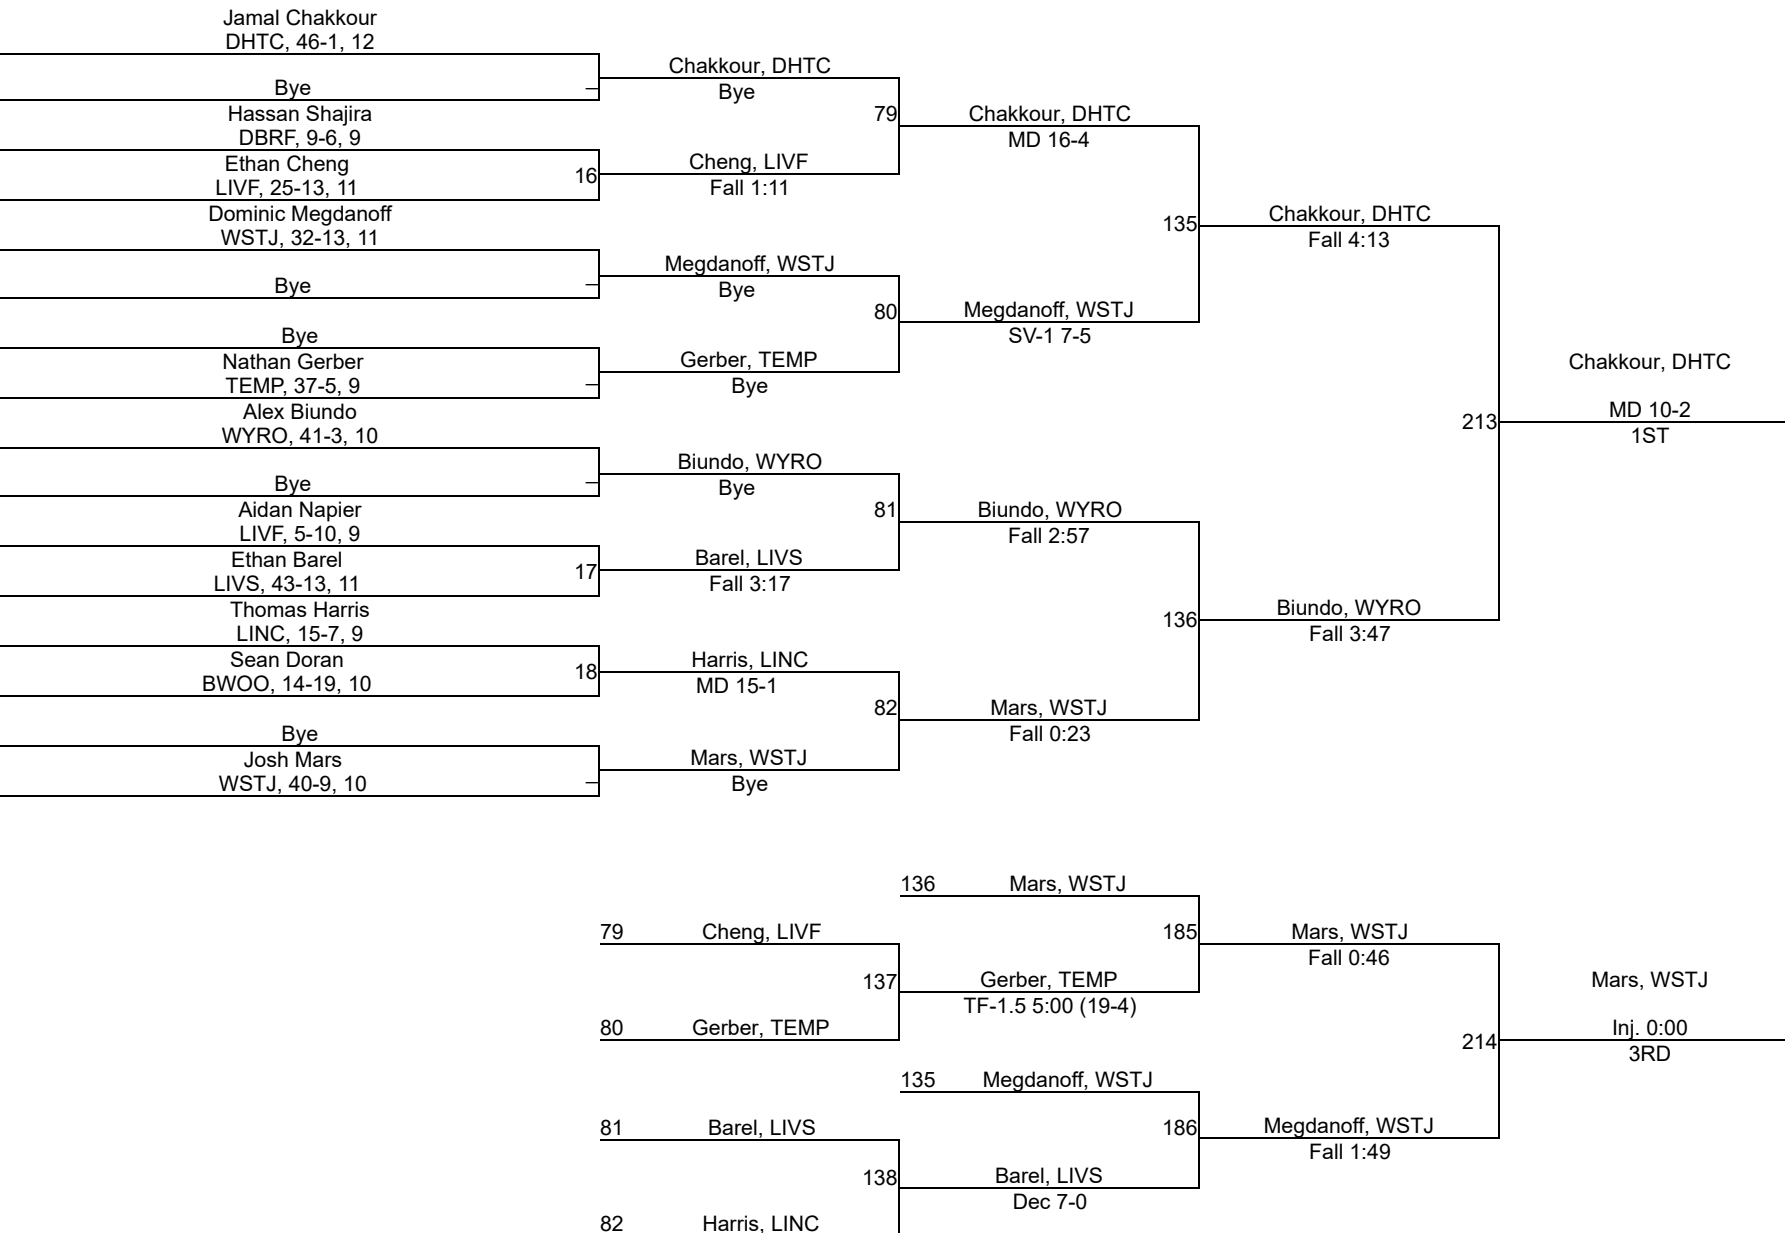 Jamal Chakkour
DHTC, 46-1, 12
Bye
Hassan Shajira
DBRF, 9-6, 9
Ethan Cheng
LIVF, 25-13, 11
Dominic Megdanoff
WSTJ, 32-13, 11
Bye
Bye
Nathan Gerber
TEMP, 37-5, 9
Alex Biundo
WYRO, 41-3, 10
Bye
Aidan Napier
LIVF, 5-10, 9
Ethan Barel
LIVS, 43-13, 11
Thomas Harris
LINC, 15-7, 9
Sean Doran
BWOO, 14-19, 10
Bye
Josh Mars
WSTJ, 40-9, 10
16
17
18
Chakkour, DHTC
Bye
Cheng, LIVF
Fall 1:11
Megdanoff, WSTJ
Bye
Gerber, TEMP
Bye
Biundo, WYRO
Bye
Barel, LIVS
Fall 3:17
Harris, LINC
MD 15-1
Mars, WSTJ
Bye
79
80
81
82
Chakkour, DHTC
MD 16-4
Megdanoff, WSTJ
SV-1 7-5
Biundo, WYRO
Fall 2:57
Mars, WSTJ
Fall 0:23
135
136
Chakkour, DHTC
Fall 4:13
Biundo, WYRO
Fall 3:47
213
Chakkour, DHTC
MD 10-2
1ST
79 Cheng, LIVF
80 Gerber, TEMP
81 Barel, LIVS
82 Harris, LINC
137
138
136 Mars, WSTJ
Gerber, TEMP
TF-1.5 5:00 (19-4)
135 Megdanoff, WSTJ
Barel, LIVS
Dec 7-0
185
186
Mars, WSTJ
Fall 0:46
Megdanoff, WSTJ
Fall 1:49
214
Mars, WSTJ
Inj. 0:00
3RD